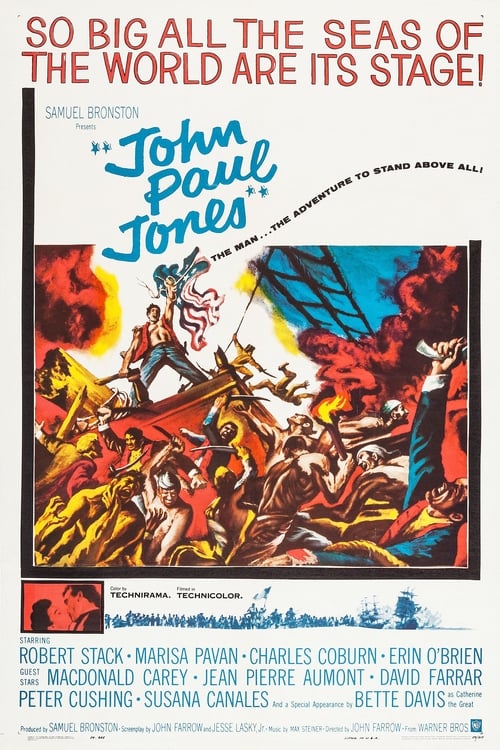 SO BIG ALL THE SEAS OF
THE WORLD ARE ITS STAGE!
SAMUEL BRONSTON
Presents
"John
Paul
Jones"
THE MAN...THE ADVENTURE TO STAND ABOVE ALL!
Color by TECHNIRAMA. Filmed in TECHNICOLOR.
STARRING
ROBERT STACK · MARISA PAVAN · CHARLES COBURN · ERIN O'BRIEN
GUEST STARS MACDONALD CAREY · JEAN PIERRE AUMONT · DAVID FARRAR
PETER CUSHING · SUSANA CANALES · And a Special Appearance by BETTE DAVIS as Catherine the Great
Produced by SAMUEL BRONSTON · Screenplay by JOHN FARROW and JESSE LASKY, Jr. · Music by MAX STEINER · Directed by JOHN FARROW · From WARNER BROS.